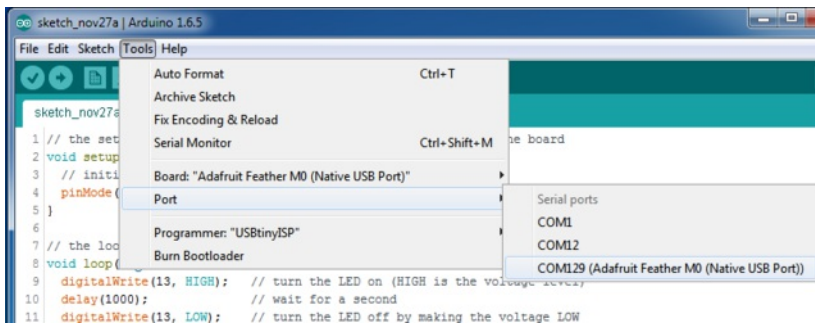 sketch_nov27a | Arduino 1.6.5
File Edit Sketch Tools Help
Auto Format Ctrl+T
Archive Sketch
sketch_nov27a
Fix Encoding & Reload
1 // the set he board
Serial Monitor Ctrl+Shift+M
2 void setup
3 // initi
Board: "Adafruit Feather M0 (Native USB Port)"
4 pinMode(
Port
Serial ports
5 }
COM1
6
Programmer: "USBtinyISP"
COM12
7 // the loo
Burn Bootloader
8 void loop(
COM129 (Adafruit Feather M0 (Native USB Port))
9 digitalWrite(13, HIGH); // turn the LED on (HIGH is the voltage level)
10 delay(1000); // wait for a second
11 digitalWrite(13, LOW); // turn the LED off by making the voltage LOW